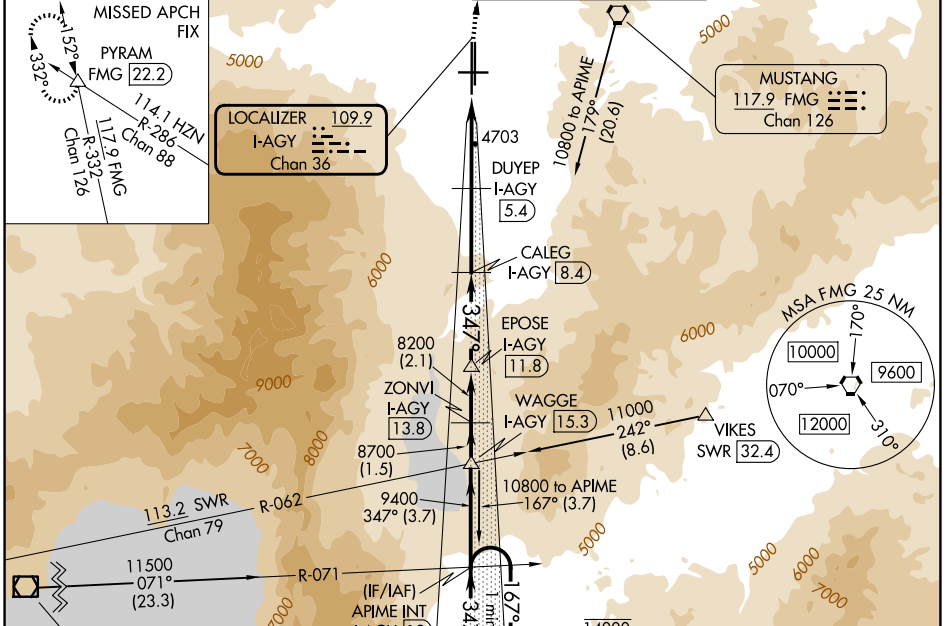 MISSED APCH
FIX
152°
332°
PYRAM
FMG 22.2
114.1 HZN
R-286
Chan 88
117.9 FMG
R-332
Chan 126
5000
LOCALIZER 109.9
I-AGY
Chan 36
5000
10800 to APIME
179°
(20.6)
MUSTANG
117.9 FMG
Chan 126
4703
DUYEP
I-AGY
5.4
6000
CALEG
I-AGY 8.4
347°
EPOSE
I-AGY
11.8
8200
(2.1)
6000
MSA FMG 25 NM
170°
10000
9600
070°
12000
310°
9000
ZONVI
I-AGY
13.8
WAGGE
I-AGY 15.3
11000
242°
(8.6)
VIKES
SWR 32.4
8700
(1.5)
7000
8000
9400
347° (3.7)
10800 to APIME
167° (3.7)
113.2 SWR
Chan 79
R-062
5000
5000
6000
7000
11500
071°
(23.3)
R-071
(IF/IAF)
APIME INT
1 min
167°
7000